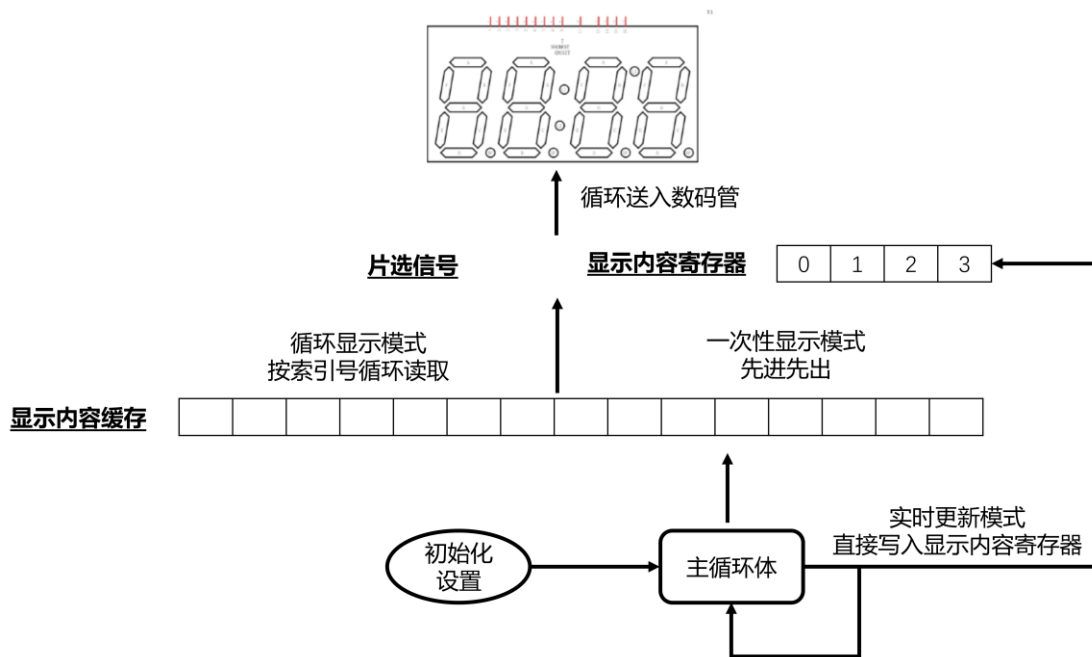 循环送入数码管
片选信号
显示内容寄存器
0 1 2 3
循环显示模式
按索引号循环读取
一次性显示模式
先进先出
显示内容缓存
初始化
设置
主循环体
实时更新模式
直接写入显示内容寄存器